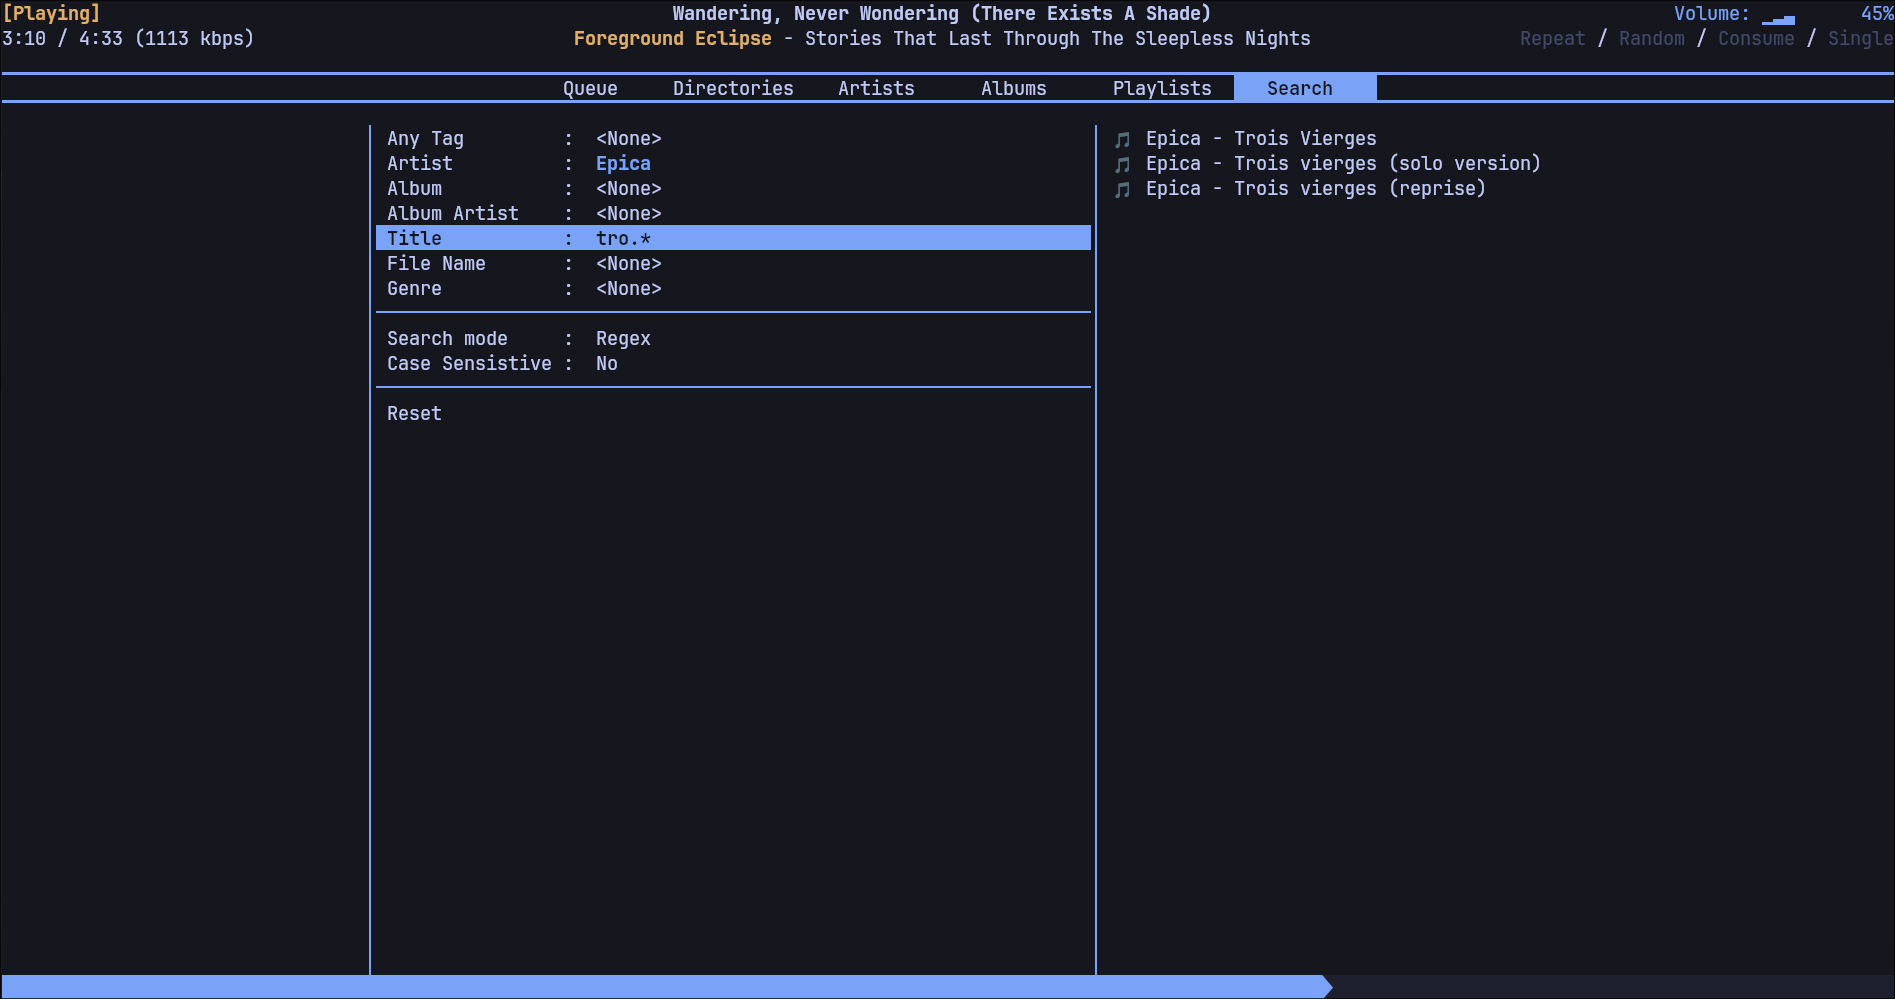 [Playing] Wandering, Never Wondering (There Exists A Shade) Volume: 45%
3:10 / 4:33 (1113 kbps) Foreground Eclipse - Stories That Last Through The Sleepless Nights Repeat / Random / Consume / Single
Queue Directories Artists Albums Playlists Search
Any Tag : <None>
Artist : Epica
Album : <None>
Album Artist : <None>
Title : tro.*
File Name : <None>
Genre : <None>
Search mode : Regex
Case Sensistive : No
Reset
Epica - Trois Vierges
Epica - Trois vierges (solo version)
Epica - Trois vierges (reprise)